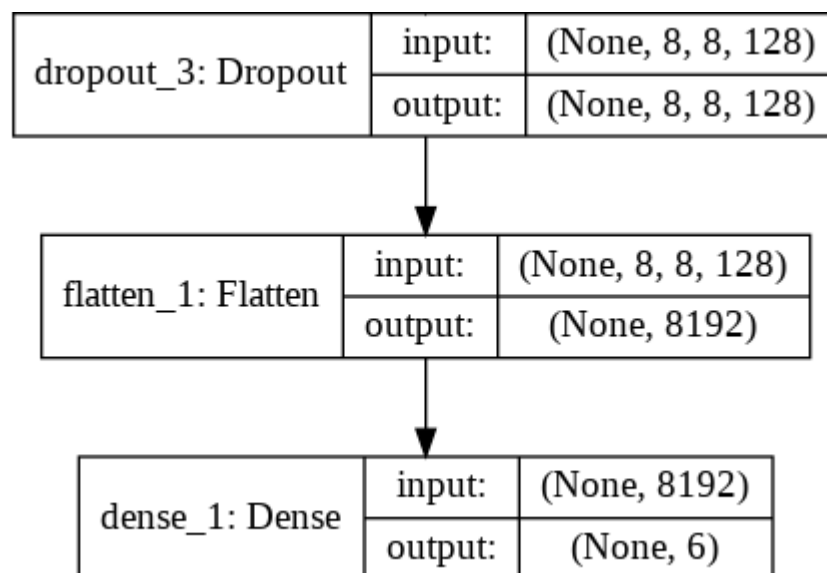 dropout_3: Dropout
input: (None, 8, 8, 128)
output: (None, 8, 8, 128)
flatten_1: Flatten
input: (None, 8, 8, 128)
output: (None, 8192)
dense_1: Dense
input: (None, 8192)
output: (None, 6)